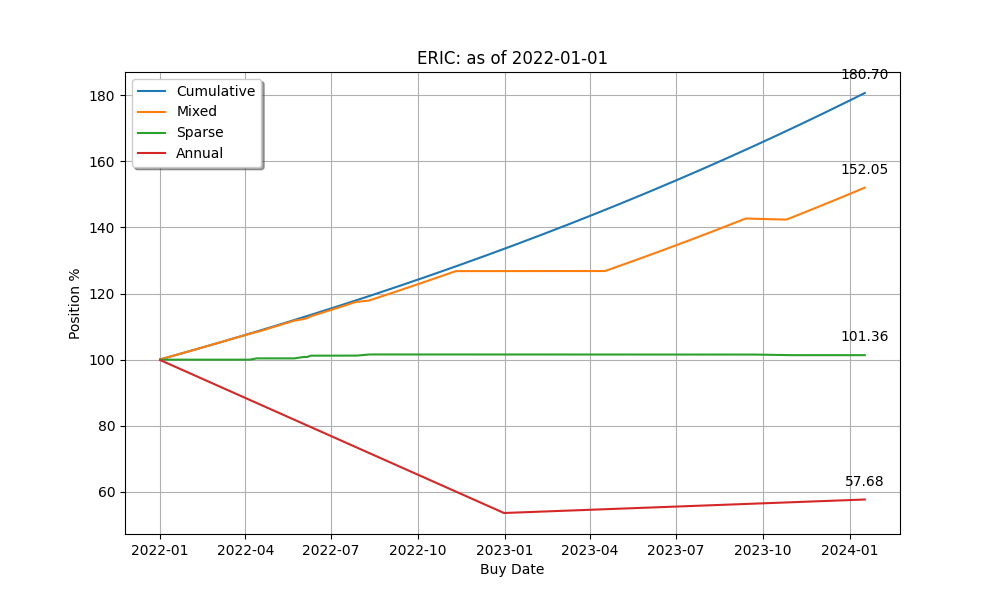 ERIC: as of 2022-01-01
Cumulative
Mixed
Sparse
Annual
180.70
152.05
101.36
57.68
Position %
180
160
140
120
100
80
60
2022-01 2022-04 2022-07 2022-10 2023-01 2023-04 2023-07 2023-10 2024-01
Buy Date